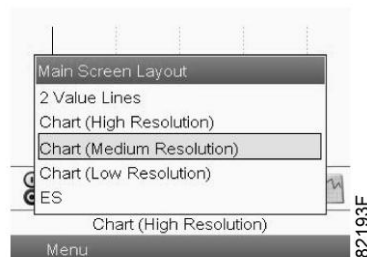 Main Screen Layout
2 Value Lines
Chart (High Resolution)
Chart (Medium Resolution)
Chart (Low Resolution)
ES
Chart (High Resolution)
Menu
82193F